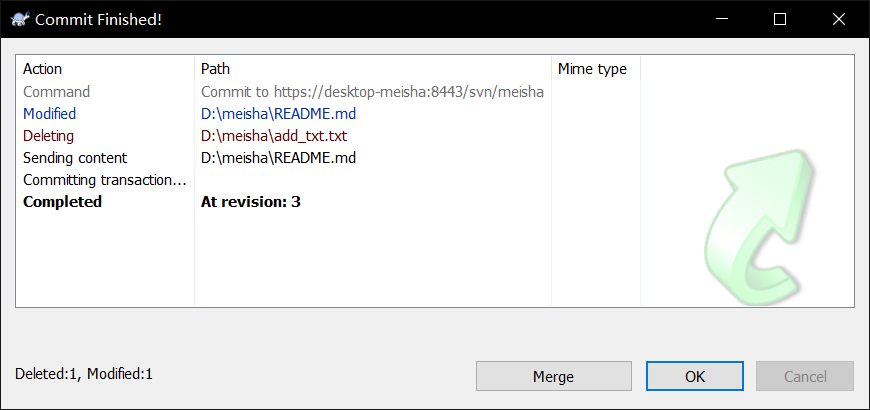 Commit Finished!
Action Path Mime type
Command Commit to https://desktop-meisha:8443/svn/meisha
Modified D:\meisha\README.md
Deleting D:\meisha\add_txt.txt
Sending content D:\meisha\README.md
Committing transaction...
Completed At revision: 3
Deleted:1, Modified:1 Merge OK Cancel